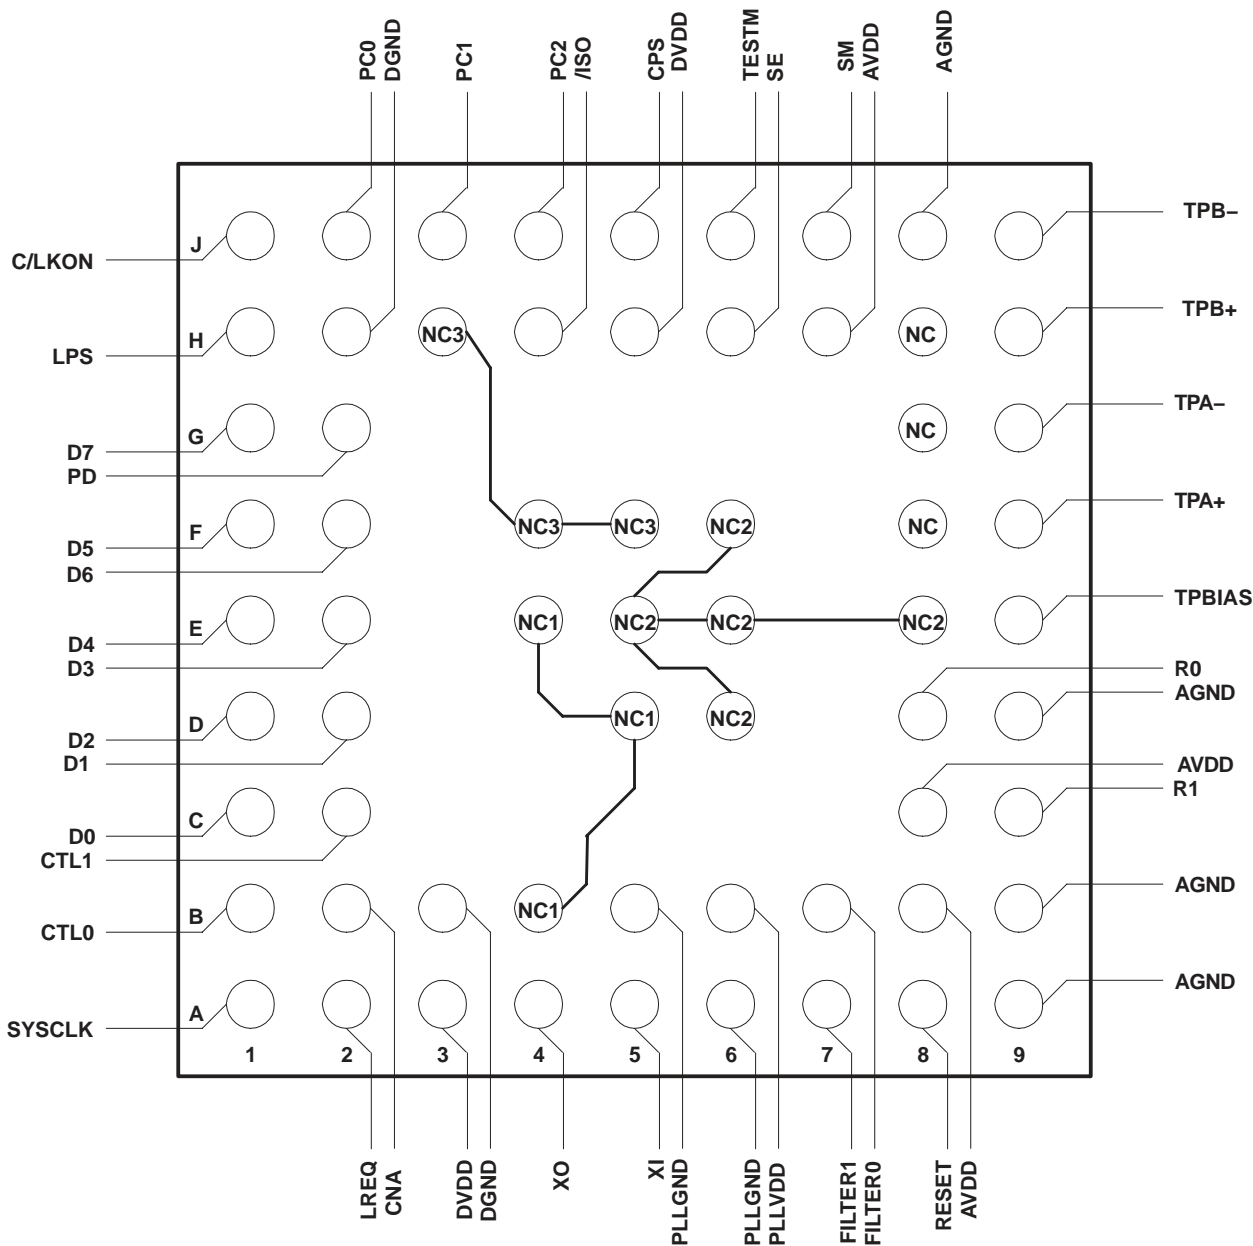 PC0
DGND
PC1
PC2
/ISO
CPS
DVDD
TESTM
SE
SM
AVDD
AGND
J
TPB–
C/LKON
H
NC3
NC
TPB+
LPS
G
NC
TPA–
D7
PD
F
NC3
NC3
NC2
NC
TPA+
D5
D6
E
NC1
NC2
NC2
NC2
TPBIAS
D4
D3
R0
AGND
D
NC1
NC2
D2
D1
AVDD
R1
C
D0
CTL1
AGND
B
NC1
CTL0
AGND
A
SYSCLK
1 2 3 4 5 6 7 8 9
LREQ
CNA
DVDD
DGND
XO
XI
PLLGND
PLLGND
PLLVDD
FILTER1
FILTER0
RESET
AVDD